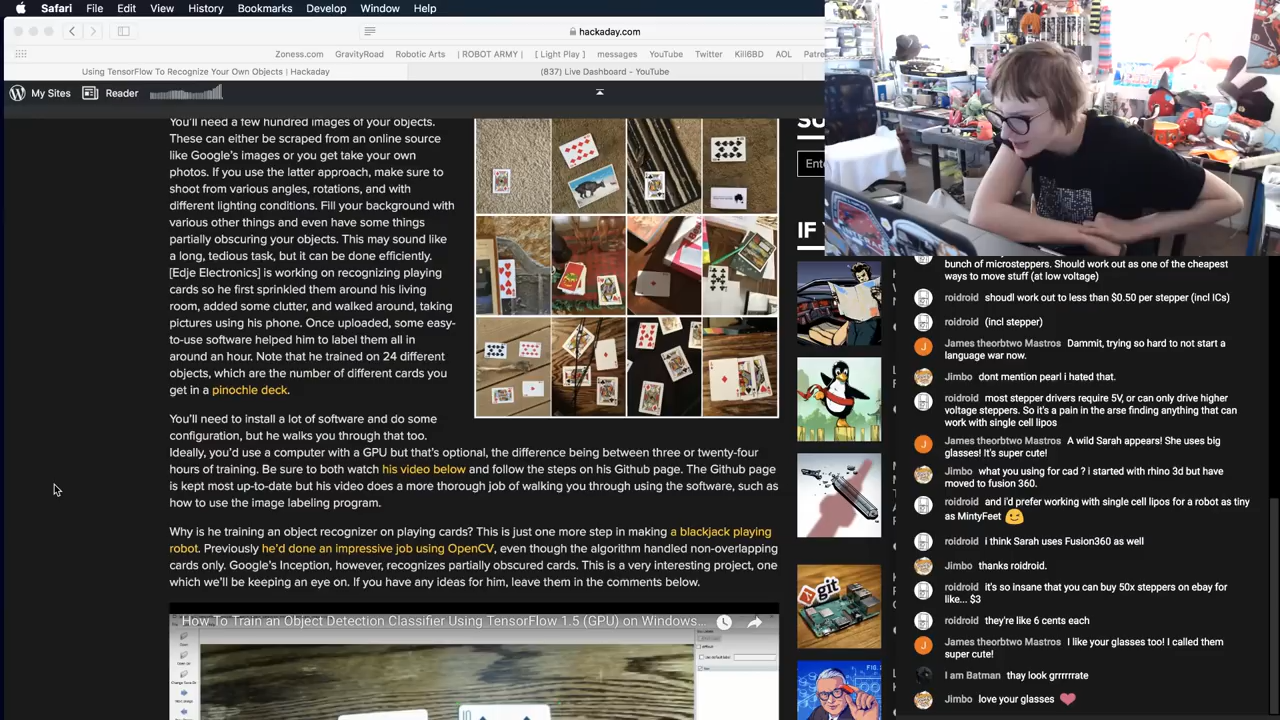 Safari File Edit View History Bookmarks Develop Window Help
hackaday.com
Zoness.com GravityRoad Robotic Arts | ROBOT ARMY | [ Light Play ] messages YouTube Twitter Kill6BD AOL Patre
Using TensorFlow To Recognize Your Own Objects | Hackaday
(837) Live Dashboard - YouTube
My Sites Reader
You'll need a few hundred images of your objects.
These can either be scraped from an online source
like Google's images or you get take your own
photos. If you use the latter approach, make sure to
shoot from various angles, rotations, and with
different lighting conditions. Fill your background with
various other things and even have some things
partially obscuring your objects. This may sound like
a long, tedious task, but it can be done efficiently.
[Edje Electronics] is working on recognizing playing
cards so he first sprinkled them around his living
room, added some clutter, and walked around, taking
pictures using his phone. Once uploaded, some easy-
to-use software helped him to label them all in
around an hour. Note that he trained on 24 different
objects, which are the number of different cards you
get in a pinochle deck.
You'll need to install a lot of software and do some
configuration, but he walks you through that too.
Ideally, you'd use a computer with a GPU but that's optional, the difference being between three or twenty-four
hours of training. Be sure to both watch his video below and follow the steps on his Github page. The Github page
is kept most up-to-date but his video does a more thorough job of walking you through using the software, such as
how to use the image labeling program.
Why is he training an object recognizer on playing cards? This is just one more step in making a blackjack playing
robot. Previously he'd done an impressive job using OpenCV, even though the algorithm handled non-overlapping
cards only. Google's Inception, however, recognizes partially obscured cards. This is a very interesting project, one
which we'll be keeping an eye on. If you have any ideas for him, leave them in the comments below.
How To Train an Object Detection Classifier Using TensorFlow 1.5 (GPU) on Windows...
SU
Ente
IF Y
git
FIG.
bunch of microsteppers. Should work out as one of the cheapest
ways to move stuff (at low voltage)
roidroid shoudl work out to less than $0.50 per stepper (incl ICs)
roidroid (incl stepper)
James theorbtwo Mastros Dammit, trying so hard to not start a
language war now.
Jimbo dont mention pearl i hated that.
roidroid most stepper drivers require 5V, or can only drive higher
voltage steppers. So it's a pain in the arse finding anything that can
work with single cell lipos
James theorbtwo Mastros A wild Sarah appears! She uses big
glasses! It's super cute!
Jimbo what you using for cad ? i started with rhino 3d but have
moved to fusion 360.
roidroid and i'd prefer working with single cell lipos for a robot as tiny
as MintyFeet 😉
roidroid i think Sarah uses Fusion360 as well
Jimbo thanks roidroid.
roidroid it's so insane that you can buy 50x steppers on ebay for
like... $3
roidroid they're like 6 cents each
James theorbtwo Mastros I like your glasses too! I called them
super cute!
I am Batman thay look grrrrrate
Jimbo love your glasses ❤